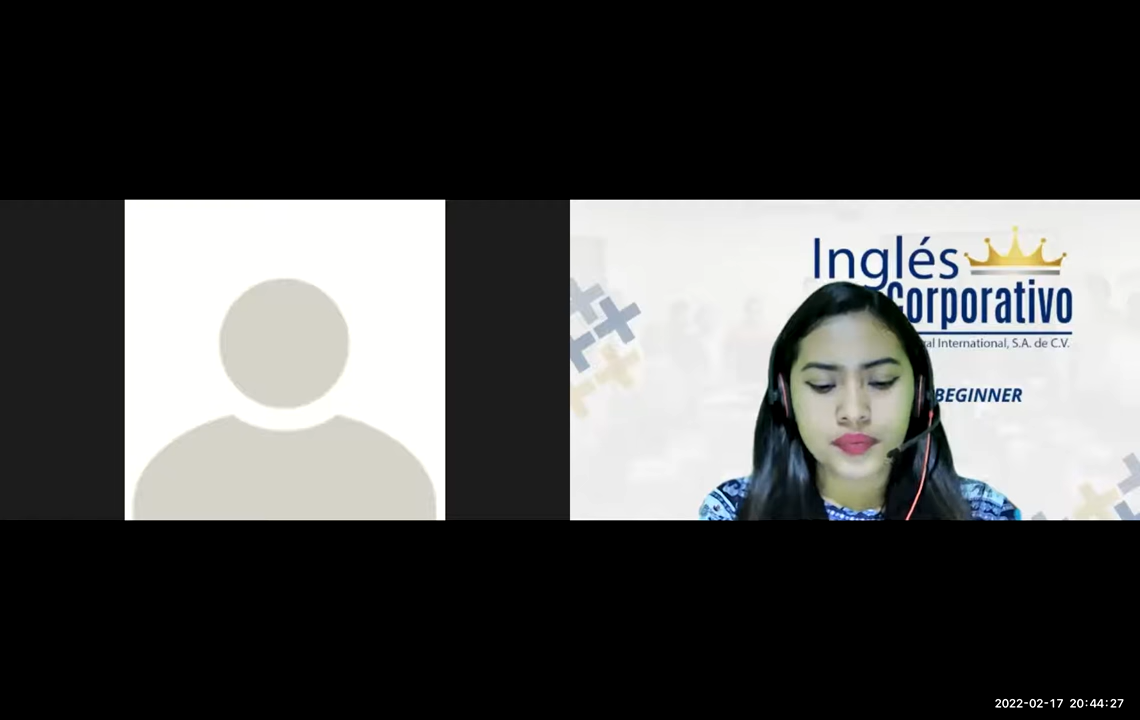 Inglés
Corporativo
International, S.A. de C.V.
BEGINNER
2022-02-17 20:44:27